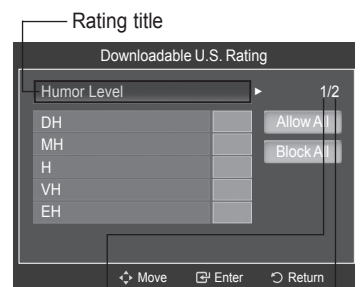 Rating title
Downloadable U.S. Rating
Humor Level ► 1/2
DH Allow All
MH Block All
H
VH
EH
Move Enter Return